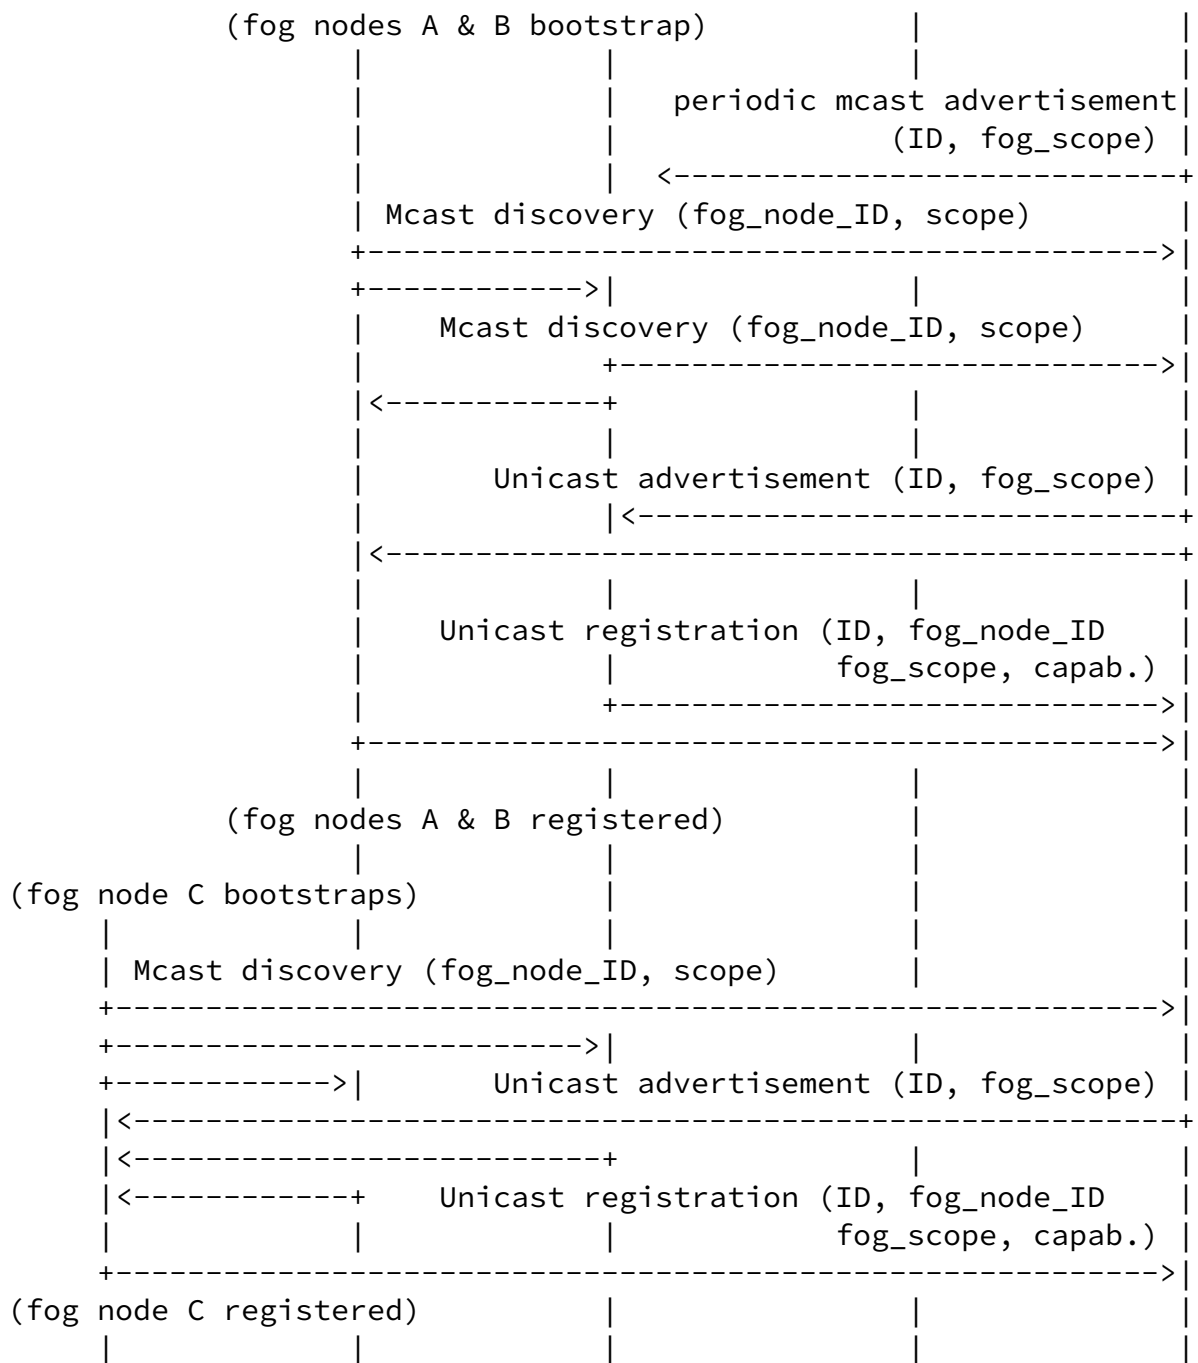 (fog nodes A & B bootstrap)
periodic mcast advertisement
(ID, fog_scope)
Mcast discovery (fog_node_ID, scope)
Mcast discovery (fog_node_ID, scope)
Unicast advertisement (ID, fog_scope)
Unicast registration (ID, fog_node_ID
fog_scope, capab.)
(fog nodes A & B registered)
(fog node C bootstraps)
Mcast discovery (fog_node_ID, scope)
Unicast advertisement (ID, fog_scope)
Unicast registration (ID, fog_node_ID
fog_scope, capab.)
(fog node C registered)